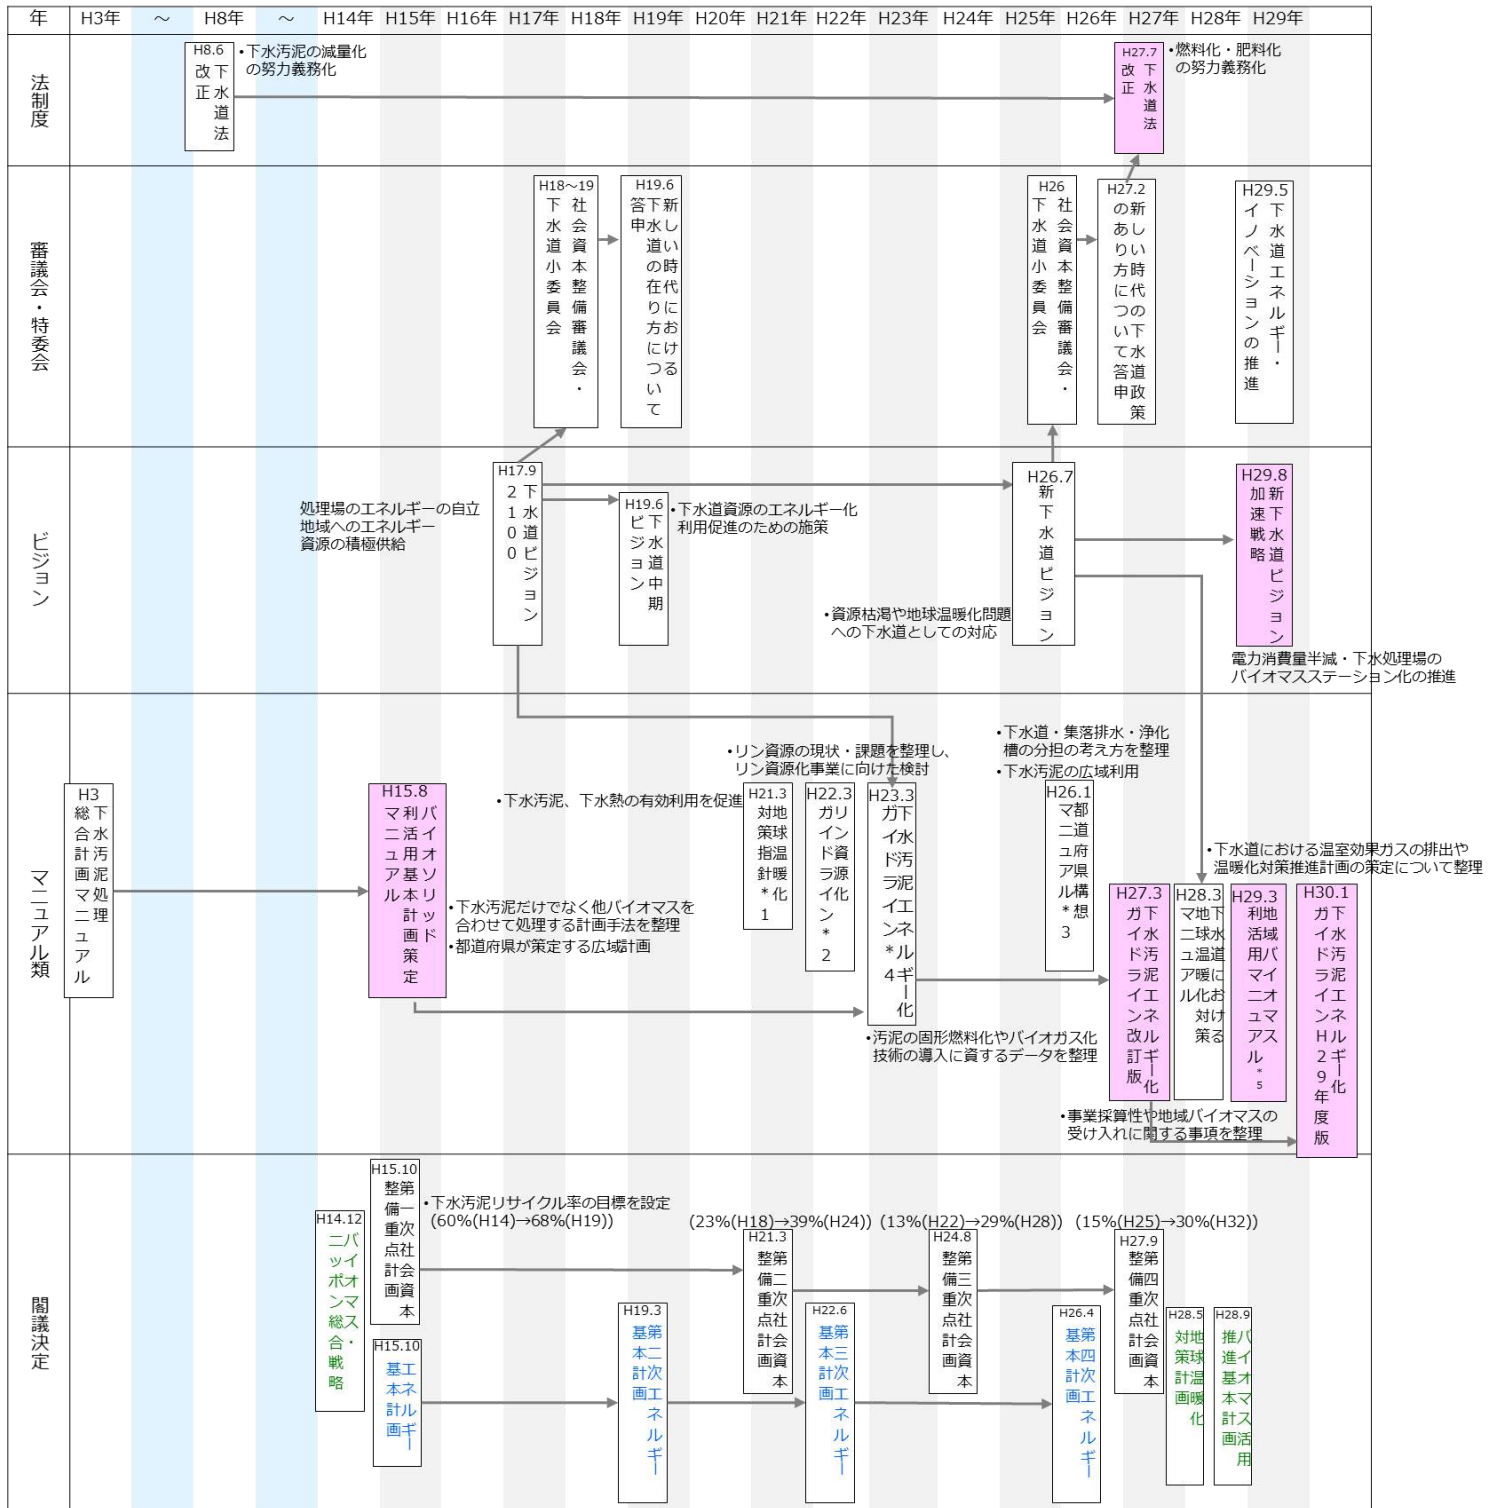 年 H3年 ～ H8年 ～ H14年 H15年 H16年 H17年 H18年 H19年 H20年 H21年 H22年 H23年 H24年 H25年 H26年 H27年 H28年 H29年
法制度
H8.6
下水道法
改正
•下水汚泥の減量化
の努力義務化
H27.7
下水道法
改正
•燃料化・肥料化
の努力義務化
審議会・特委会
H18～19
社会資本整備審議会・
下水道小委員会
H19.6
新しい時代における
下水道の在り方について
答申
H26
社会資本整備審議会・
下水道小委員会
H27.2
新しい時代の下水道政策
のあり方について答申
H29.5
下水道エネルギー・
イノベーションの推進
ビジョン
処理場のエネルギーの自立
地域へのエネルギー
資源の積極供給
H17.9
下水道ビジョン
2100
H19.6
下水道中期
ビジョン
•下水道資源のエネルギー化
利用促進のための施策
•資源枯渇や地球温暖化問題
への下水道としての対応
H26.7
新下水道ビジョン
H29.8
新下水道ビジョン
加速戦略
電力消費量半減・下水処理場の
バイオマスステーション化の推進
マニュアル類
H3
下水汚泥処理
総合計画マニュアル
H15.8
バイオソリッド
利活用基本計画策定
マニュアル
•下水汚泥だけでなく他バイオマスを
合わせて処理する計画手法を整理
•都道府県が策定する広域計画
•下水汚泥、下水熱の有効利用を促進
H21.3
地球温暖化
対策指針*1
•リン資源の現状・課題を整理し、
リン資源化事業に向けた検討
H22.3
リン資源化
ガイドライン*2
H23.3
下水汚泥エネルギー化
ガイドライン*4
•汚泥の固形燃料化やバイオガス化
技術の導入に資するデータを整理
•下水道・集落排水・浄化
槽の分担の考え方を整理
•下水汚泥の広域利用
H26.1
都道府県構想
マニュアル*3
H27.3
下水汚泥エネルギー化
ガイドライン改訂版
•事業採算性や地域バイオマスの
受け入れに関する事項を整理
H28.3
下水道における
地球温暖化対策
マニュアル
•下水道における温室効果ガスの排出や
温暖化対策推進計画の策定について整理
H29.3
地域バイオマス
利活用マニュアル*5
H30.1
下水汚泥エネルギー化
ガイドラインH29年度版
閣議決定
H14.12
バイオマス・
ニッポン総合戦略
H15.10
第一次社会資本
整備重点計画
•下水汚泥リサイクル率の目標を設定
(60%(H14)→68%(H19))
H15.10
エネルギー
基本計画
H19.3
第二次エネルギー
基本計画
(23%(H18)→39%(H24))
H21.3
第二次社会資本
整備重点計画
H22.6
第三次エネルギー
基本計画
(13%(H22)→29%(H28))
H24.8
第三次社会資本
整備重点計画
H26.4
第四次エネルギー
基本計画
(15%(H25)→30%(H32))
H27.9
第四次社会資本
整備重点計画
H28.5
地球温暖化
対策計画
H28.9
バイオマス活用
推進基本計画